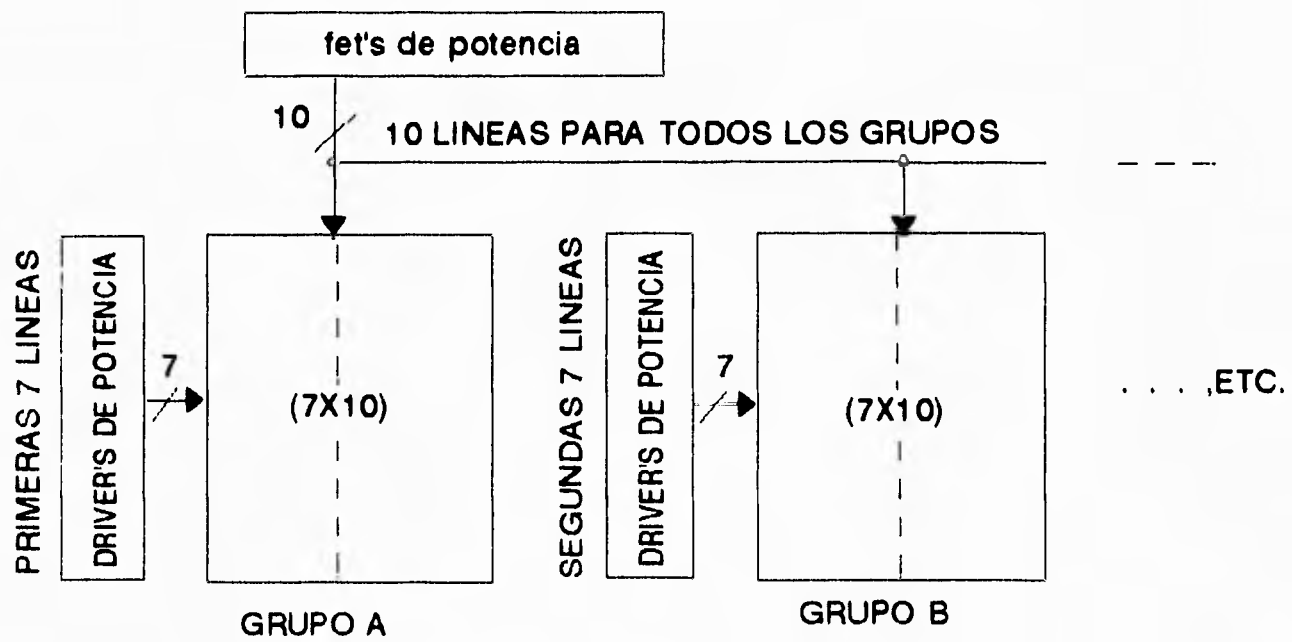 fet's de potencia
10
10 LINEAS PARA TODOS LOS GRUPOS
PRIMERAS 7 LINEAS
DRIVER'S DE POTENCIA
7
(7X10)
GRUPO A
SEGUNDAS 7 LINEAS
DRIVER'S DE POTENCIA
7
(7X10)
GRUPO B
. . . .,ETC.